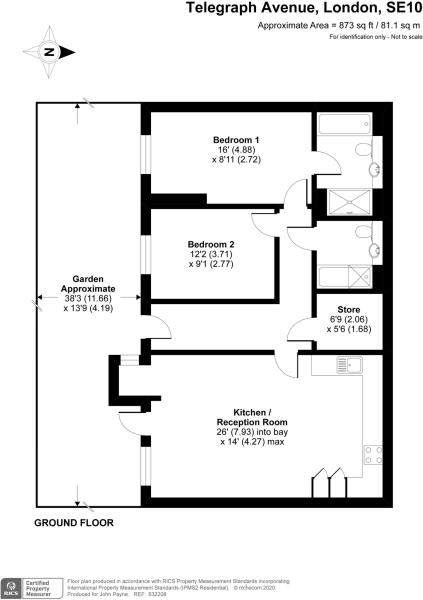 Telegraph Avenue, London, SE10
Approximate Area = 873 sq ft / 81.1 sq m
For identification only - Not to scale
N
Bedroom 1
16' (4.88)
x 8'11 (2.72)
Bedroom 2
12'2 (3.71)
x 9'1 (2.77)
Garden
Approximate
38'3 (11.66)
x 13'9 (4.19)
Store
6'9 (2.06)
x 5'6 (1.68)
Kitchen /
Reception Room
26' (7.93) into bay
x 14' (4.27) max
GROUND FLOOR
RICS
Certified
Property
Measurer
Floor plan produced in accordance with RICS Property Measurement Standards incorporating
International Property Measurement Standards (IPMS2 Residential). © nichecom 2020.
Produced for John Payne. REF: 632208